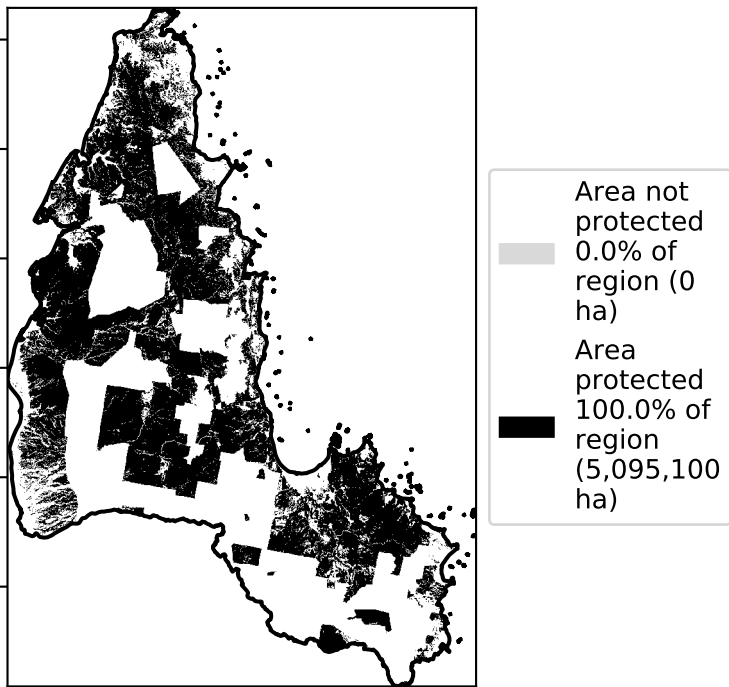 Area not
protected
0.0% of
region (0
ha)
Area
protected
100.0% of
region
(5,095,100
ha)